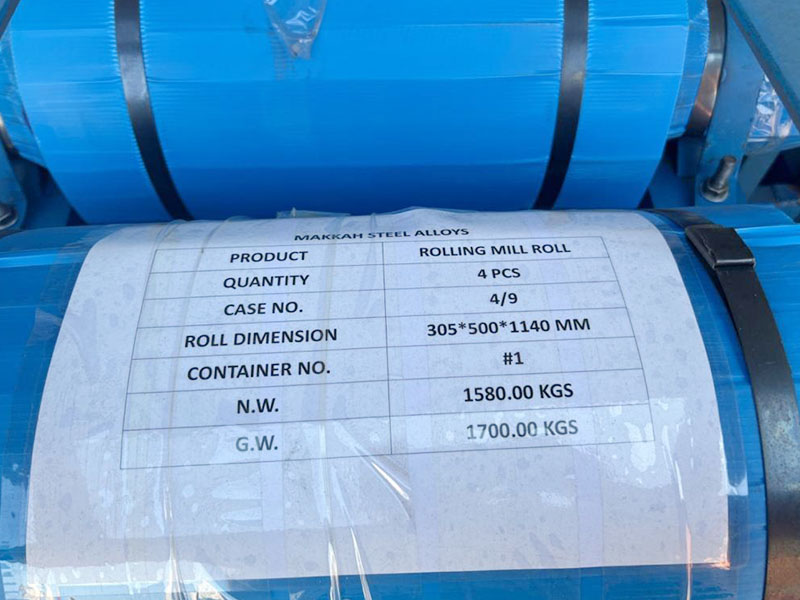 MAKKAH STEEL ALLOYS
PRODUCT ROLLING MILL ROLL
QUANTITY 4 PCS
CASE NO. 4/9
ROLL DIMENSION 305*500*1140 MM
CONTAINER NO. #1
N.W. 1580.00 KGS
G.W. 1700.00 KGS